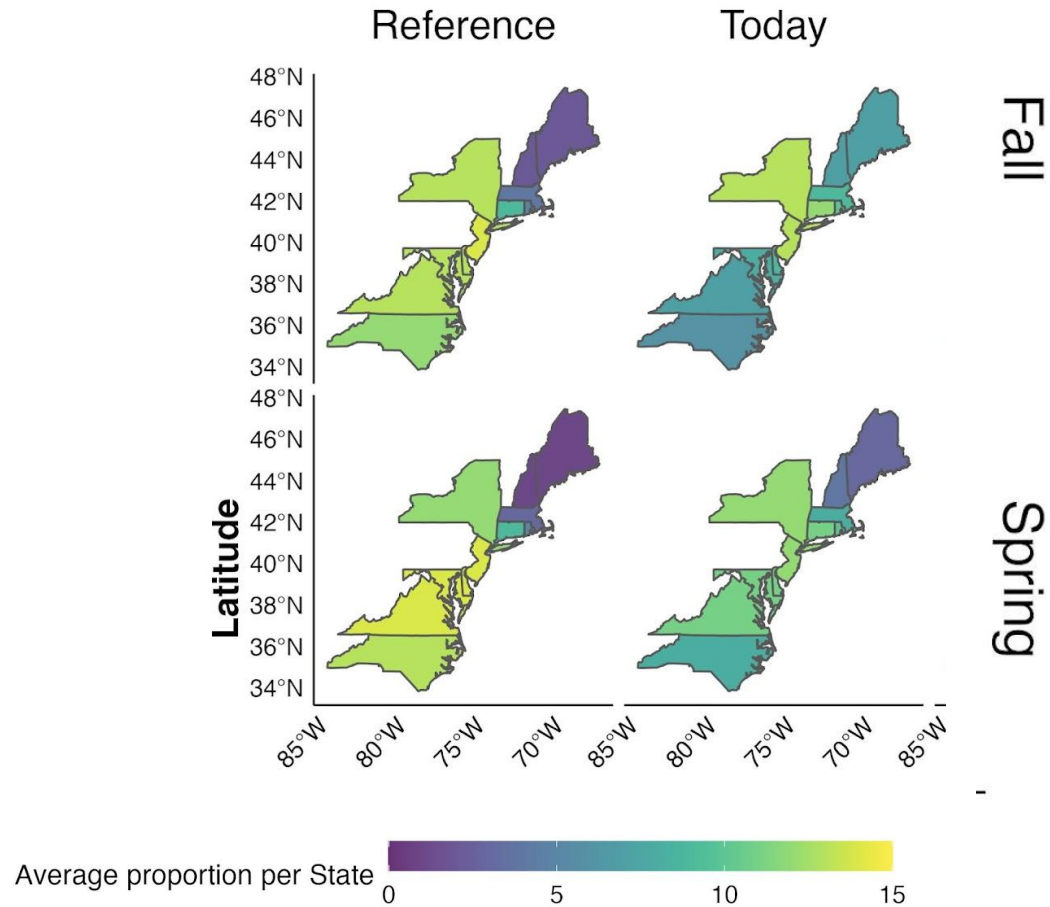 Reference Today
48°N
46°N
44°N
42°N
40°N
38°N
36°N
34°N
Fall
48°N
46°N
44°N
42°N
40°N
38°N
36°N
34°N
Latitude
Spring
85°W 80°W 75°W 70°W 85°W 80°W 75°W 70°W 85°W
Average proportion per State
0 5 10 15